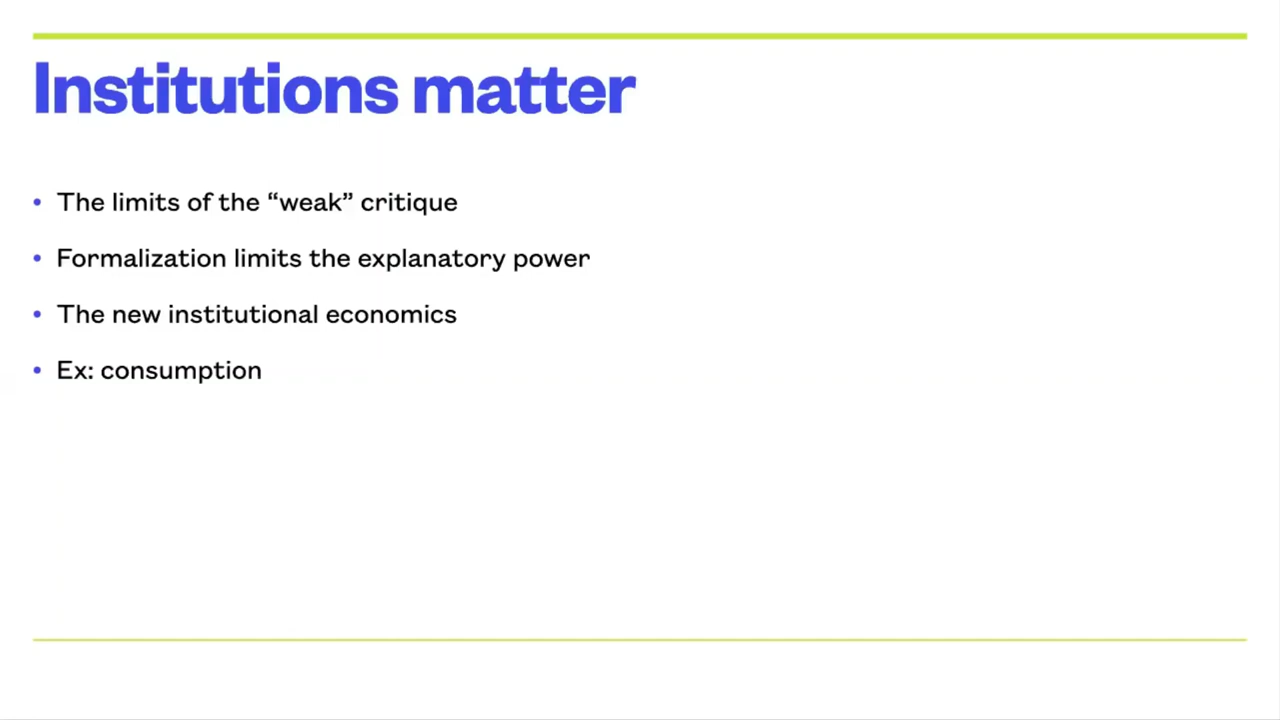 Institutions matter
• The limits of the “weak” critique
• Formalization limits the explanatory power
• The new institutional economics
• Ex: consumption